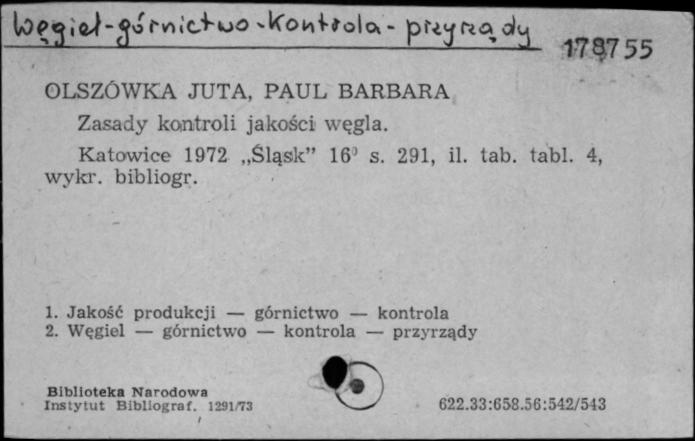 Węgiel-górnictwo-kontrola-przyrządy
178755
OLSZÓWKA JUTA, PAUL BARBARA
Zasady kontroli jakości węgla.
Katowice 1972 „Śląsk” 16⁰ s. 291, il. tab. tabl. 4,
wykr. bibliogr.
1. Jakość produkcji — górnictwo — kontrola
2. Węgiel — górnictwo — kontrola — przyrządy
Biblioteka Narodowa
Instytut Bibliograf. 1291/73
622.33:658.56:542/543